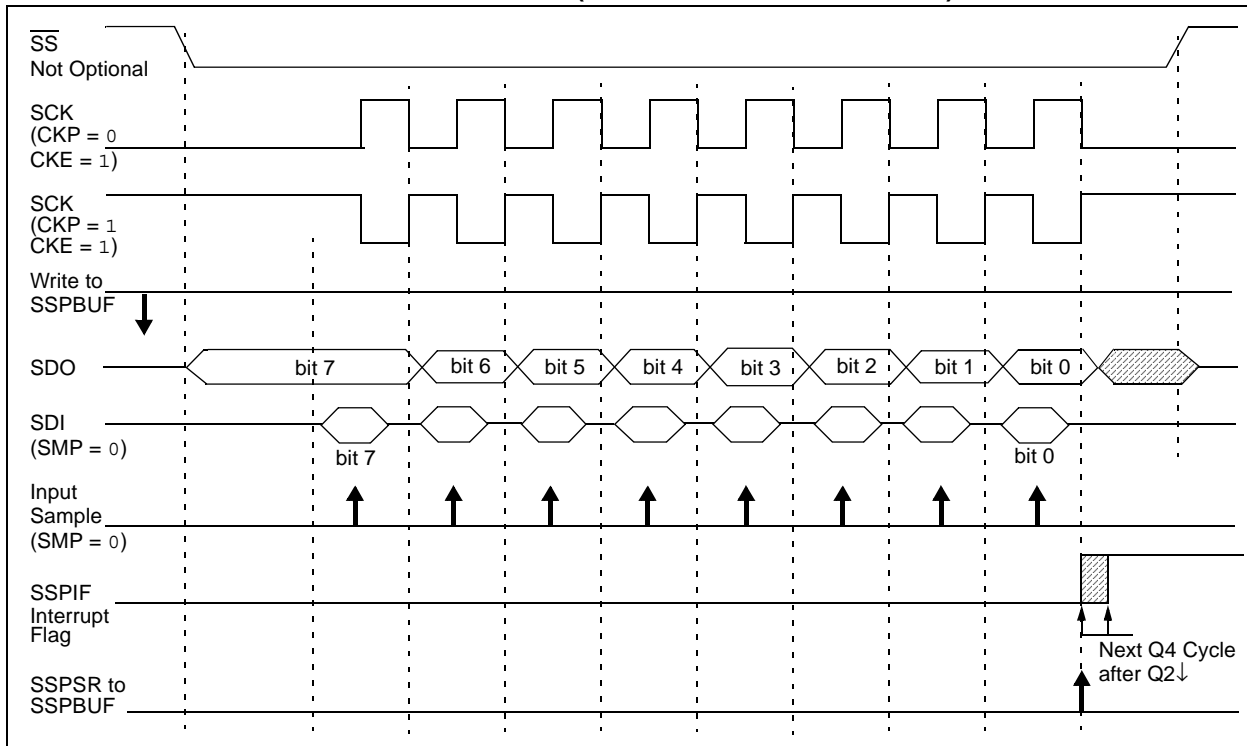 SS
Not Optional
SCK
(CKP = 0
CKE = 1)
SCK
(CKP = 1
CKE = 1)
Write to
SSPBUF
SDO
bit 7 bit 6 bit 5 bit 4 bit 3 bit 2 bit 1 bit 0
SDI
(SMP = 0)
bit 7 bit 0
Input
Sample
(SMP = 0)
SSPIF
Interrupt
Flag
Next Q4 Cycle
after Q2↓
SSPSR to
SSPBUF